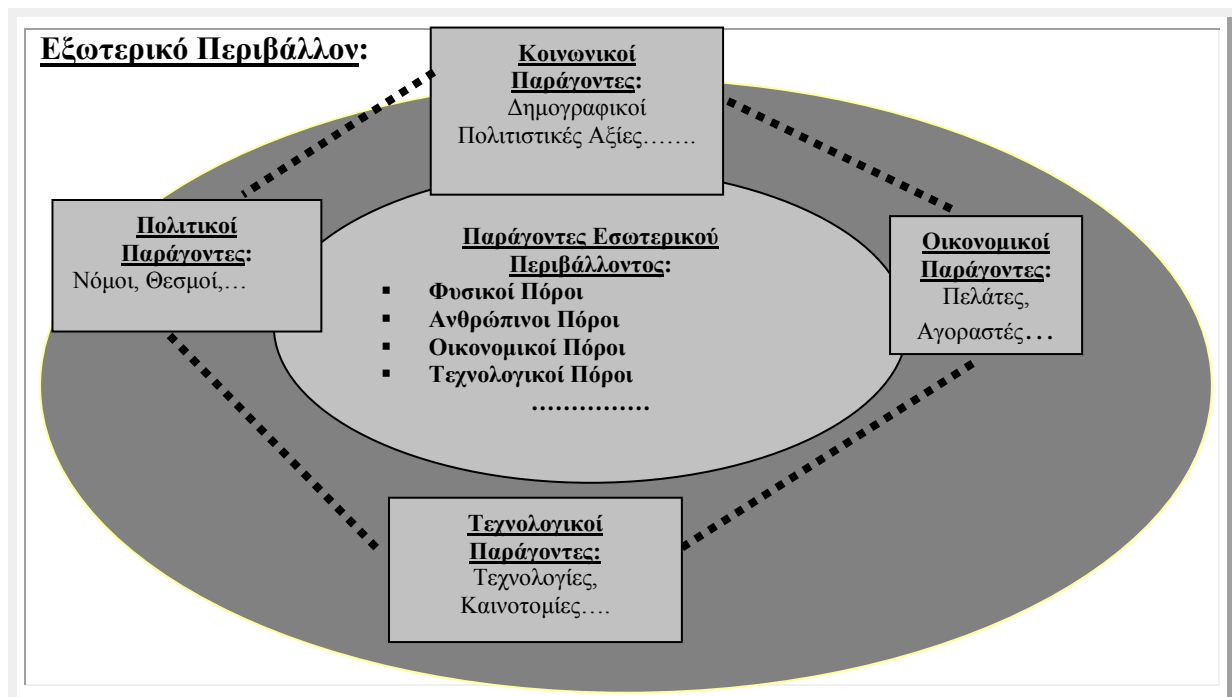 Εξωτερικό Περιβάλλον:
Κοινωνικοί
Παράγοντες:
Δημογραφικοί
Πολιτιστικές Αξίες…….
Πολιτικοί
Παράγοντες:
Νόμοι, Θεσμοί,…
Παράγοντες Εσωτερικού
Περιβάλλοντος:
▪ Φυσικοί Πόροι
▪ Ανθρώπινοι Πόροι
▪ Οικονομικοί Πόροι
▪ Τεχνολογικοί Πόροι
……………
Οικονομικοί
Παράγοντες:
Πελάτες,
Αγοραστές…
Τεχνολογικοί
Παράγοντες:
Τεχνολογίες,
Καινοτομίες….